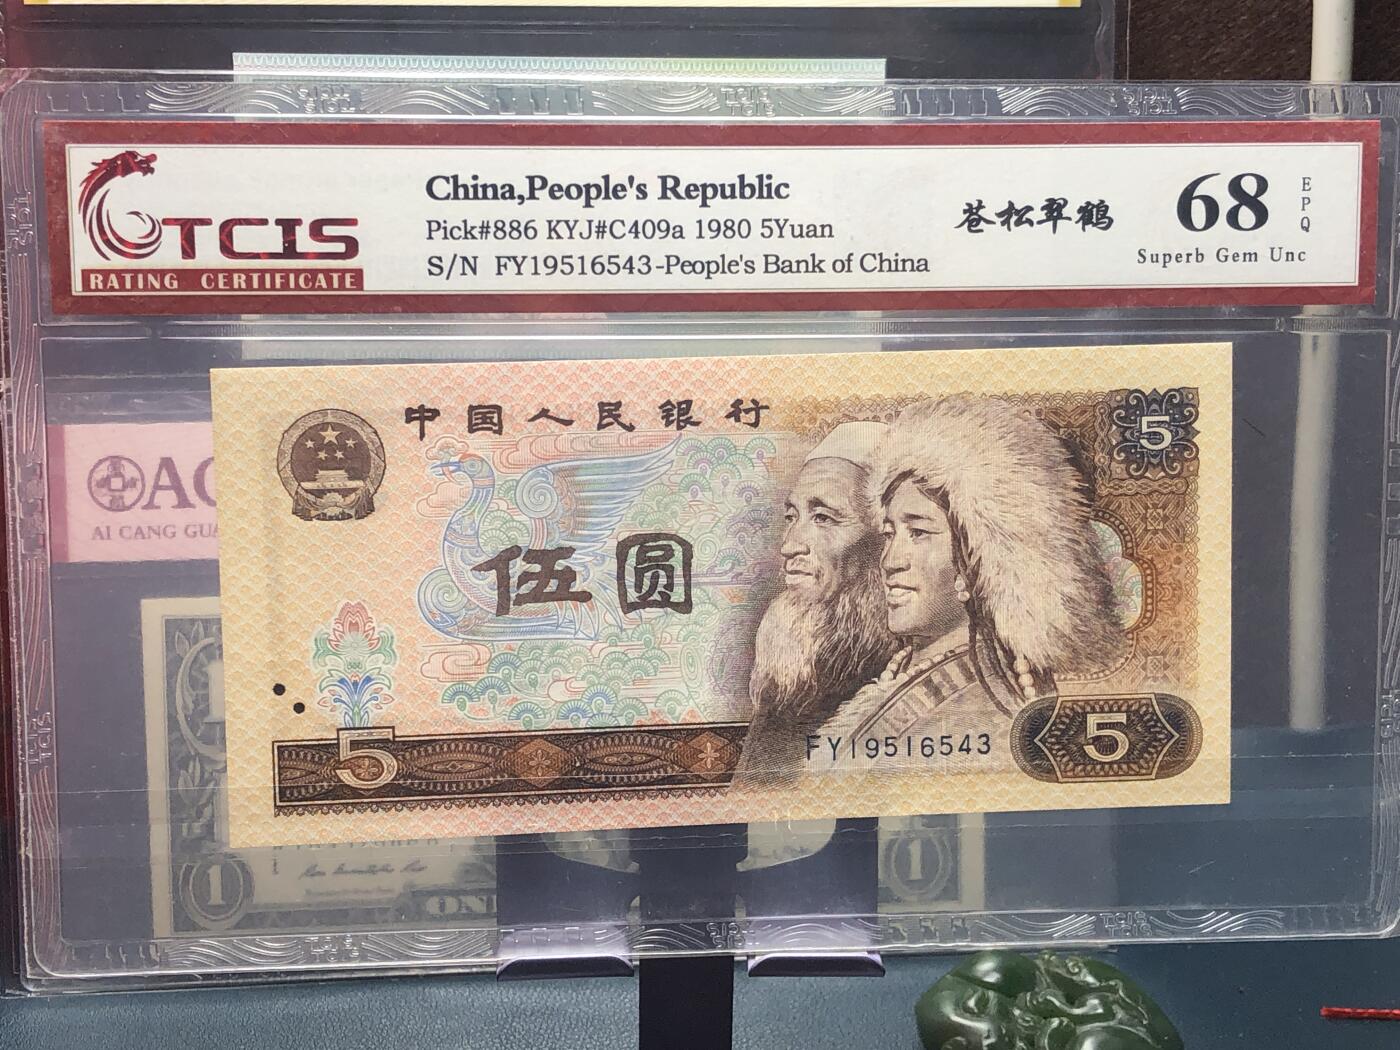 TCIS
RATING CERTIFICATE
China,People's Republic
Pick#886 KYJ#C409a 1980 5Yuan
S/N FY19516543-People's Bank of China
苍松翠鹤
68
EPQ
Superb Gem Unc
中国人民银行
5
伍圆
AI CANG GUA
5
FY19516543
5
1
1